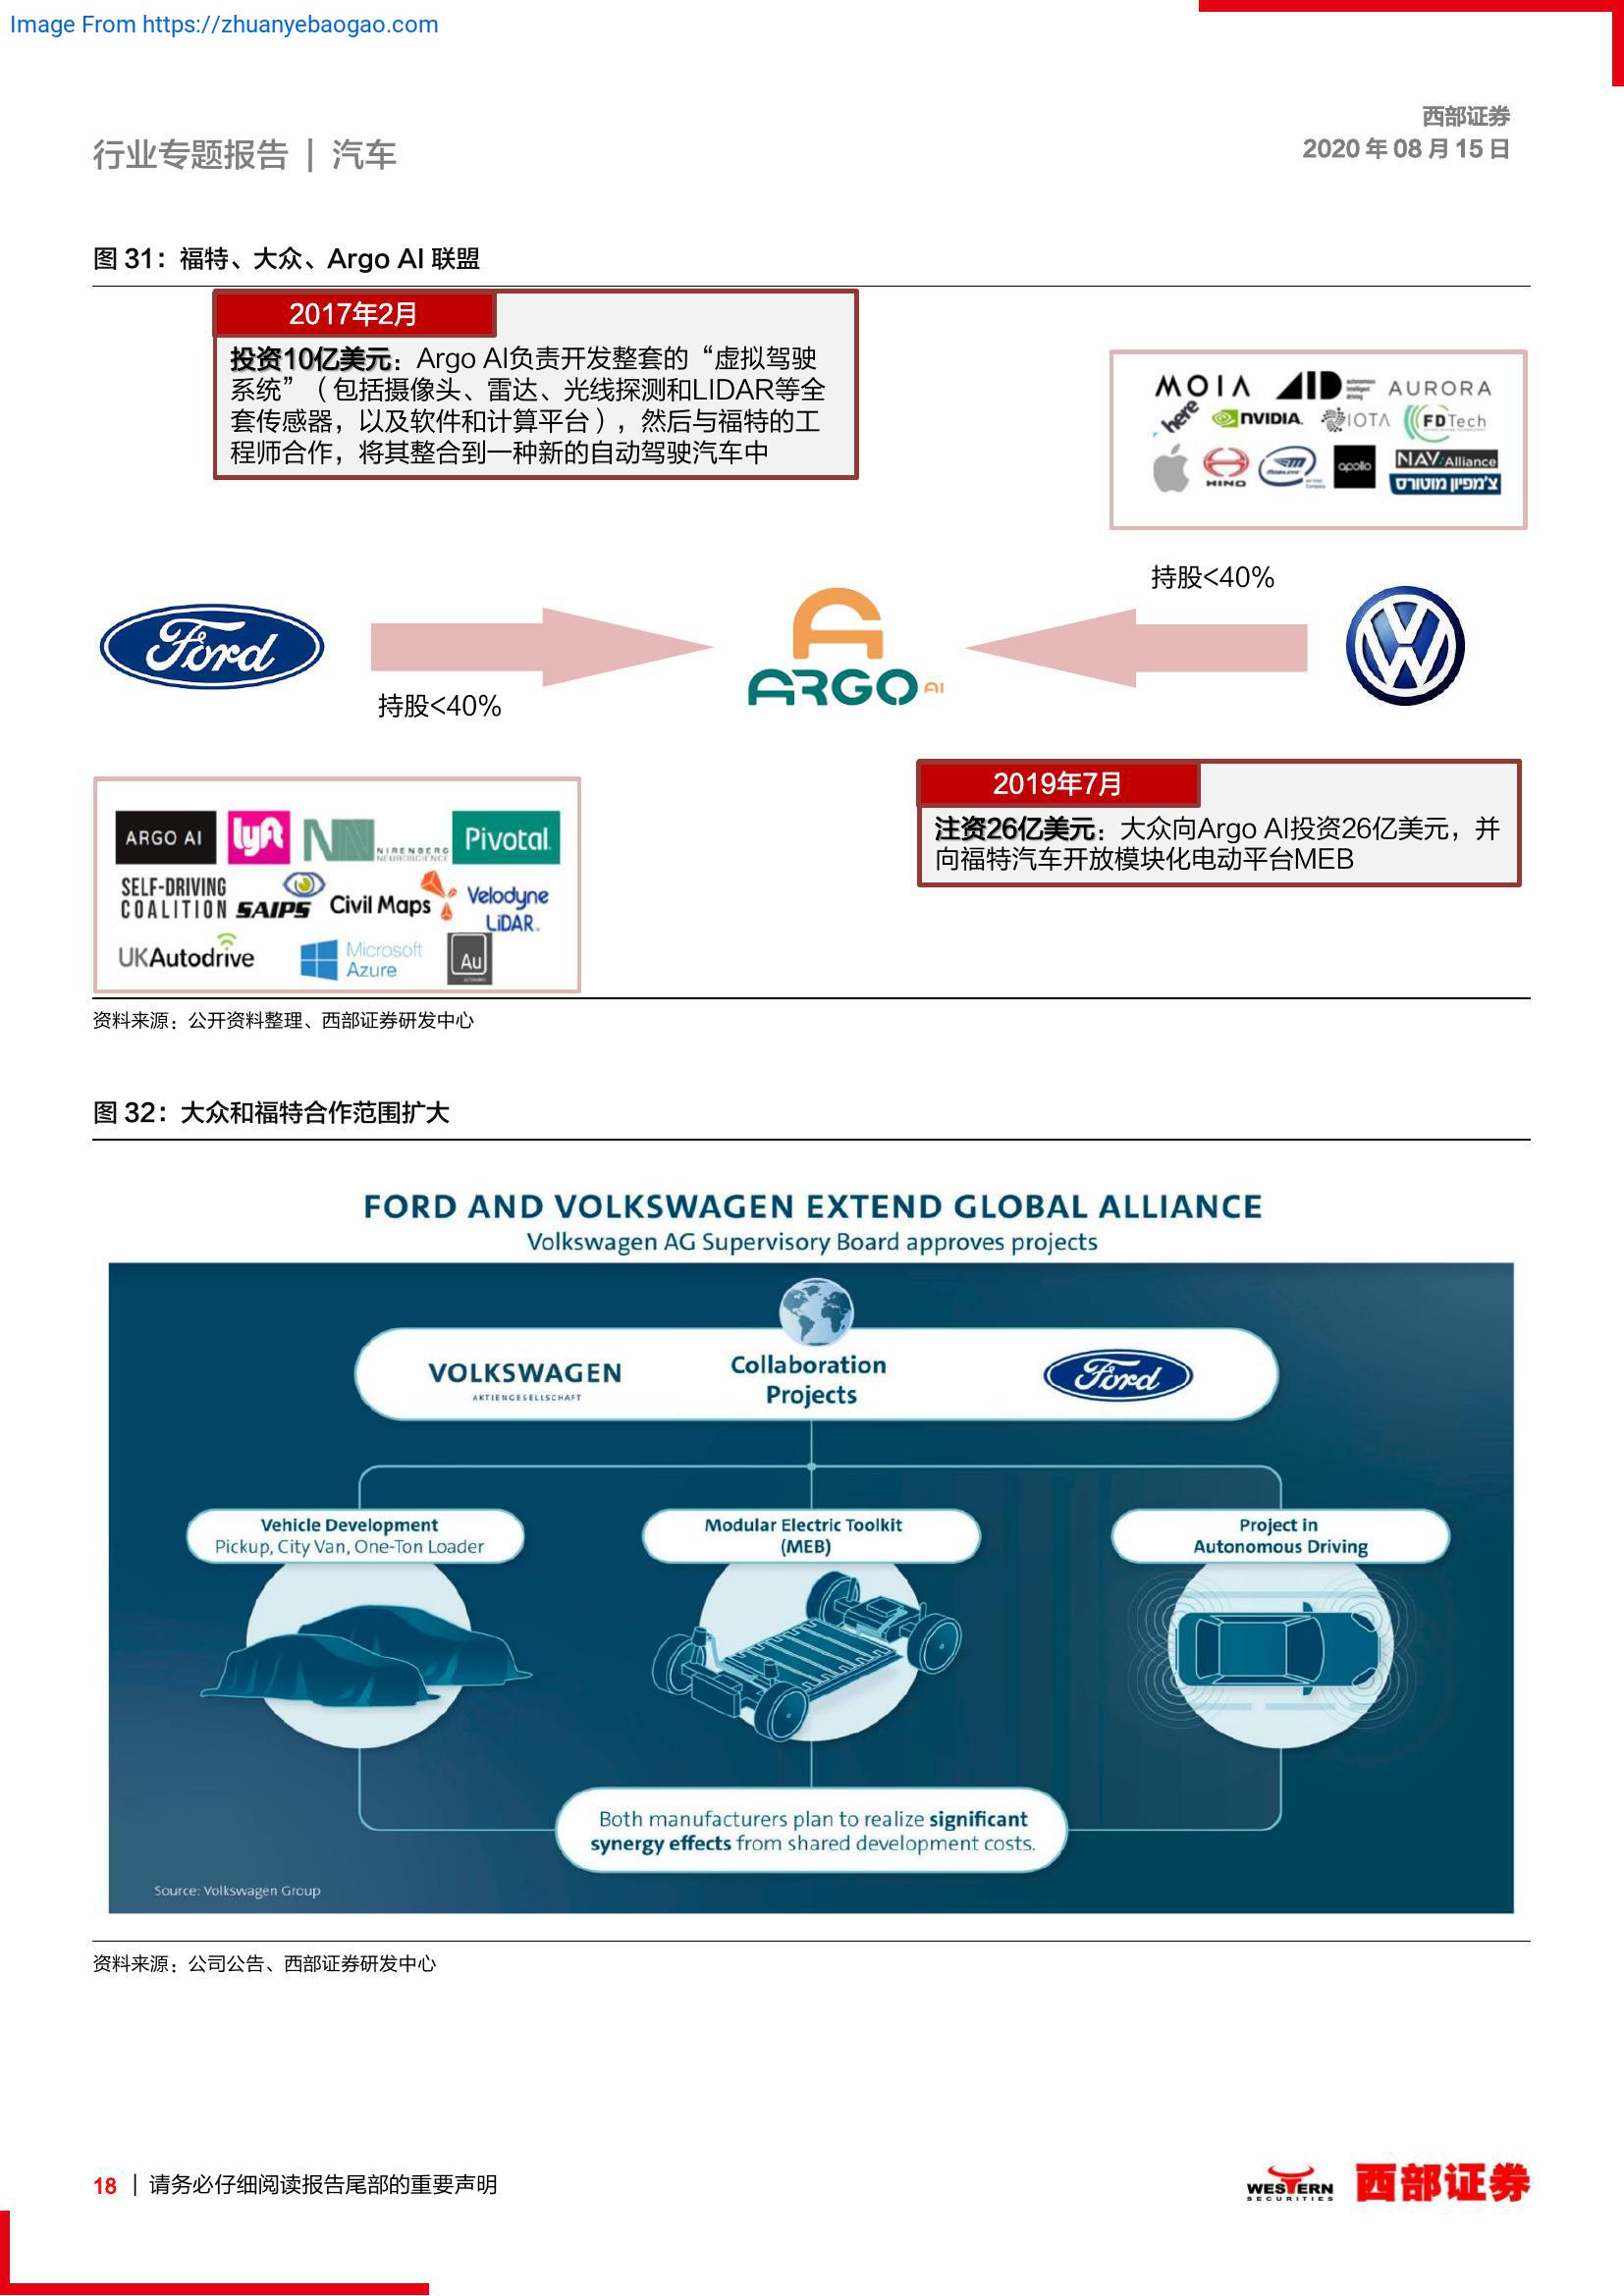 Image From https://zhuanyebaogao.com
西部证券
2020 年 08 月 15 日
行业专题报告 | 汽车
图 31：福特、大众、Argo AI 联盟
2017年2月
投资10亿美元：Argo AI负责开发整套的“虚拟驾驶
系统”（包括摄像头、雷达、光线探测和LIDAR等全
套传感器，以及软件和计算平台），然后与福特的工
程师合作，将其整合到一种新的自动驾驶汽车中
MOIA AID AURORA
here NVIDIA. IOTA FDTech
HINO apollo NAV Alliance
צ'מפיון מוטורס
持股<40%
Ford
ARGO AI
持股<40%
2019年7月
注资26亿美元：大众向Argo AI投资26亿美元，并
向福特汽车开放模块化电动平台MEB
ARGO AI lyft NIRENBERG NEUROSCIENCE Pivotal
SELF-DRIVING
COALITION SAIPS Civil Maps Velodyne
LiDAR
UKAutodrive Microsoft
Azure Au
资料来源：公开资料整理、西部证券研发中心
图 32：大众和福特合作范围扩大
FORD AND VOLKSWAGEN EXTEND GLOBAL ALLIANCE
Volkswagen AG Supervisory Board approves projects
VOLKSWAGEN
AKTIENGESELLSCHAFT
Collaboration
Projects
Ford
Vehicle Development
Pickup, City Van, One-Ton Loader
Modular Electric Toolkit
(MEB)
Project in
Autonomous Driving
Both manufacturers plan to realize significant
synergy effects from shared development costs.
Source: Volkswagen Group
资料来源：公司公告、西部证券研发中心
18 | 请务必仔细阅读报告尾部的重要声明
WESTERN
SECURITIES
西部证券